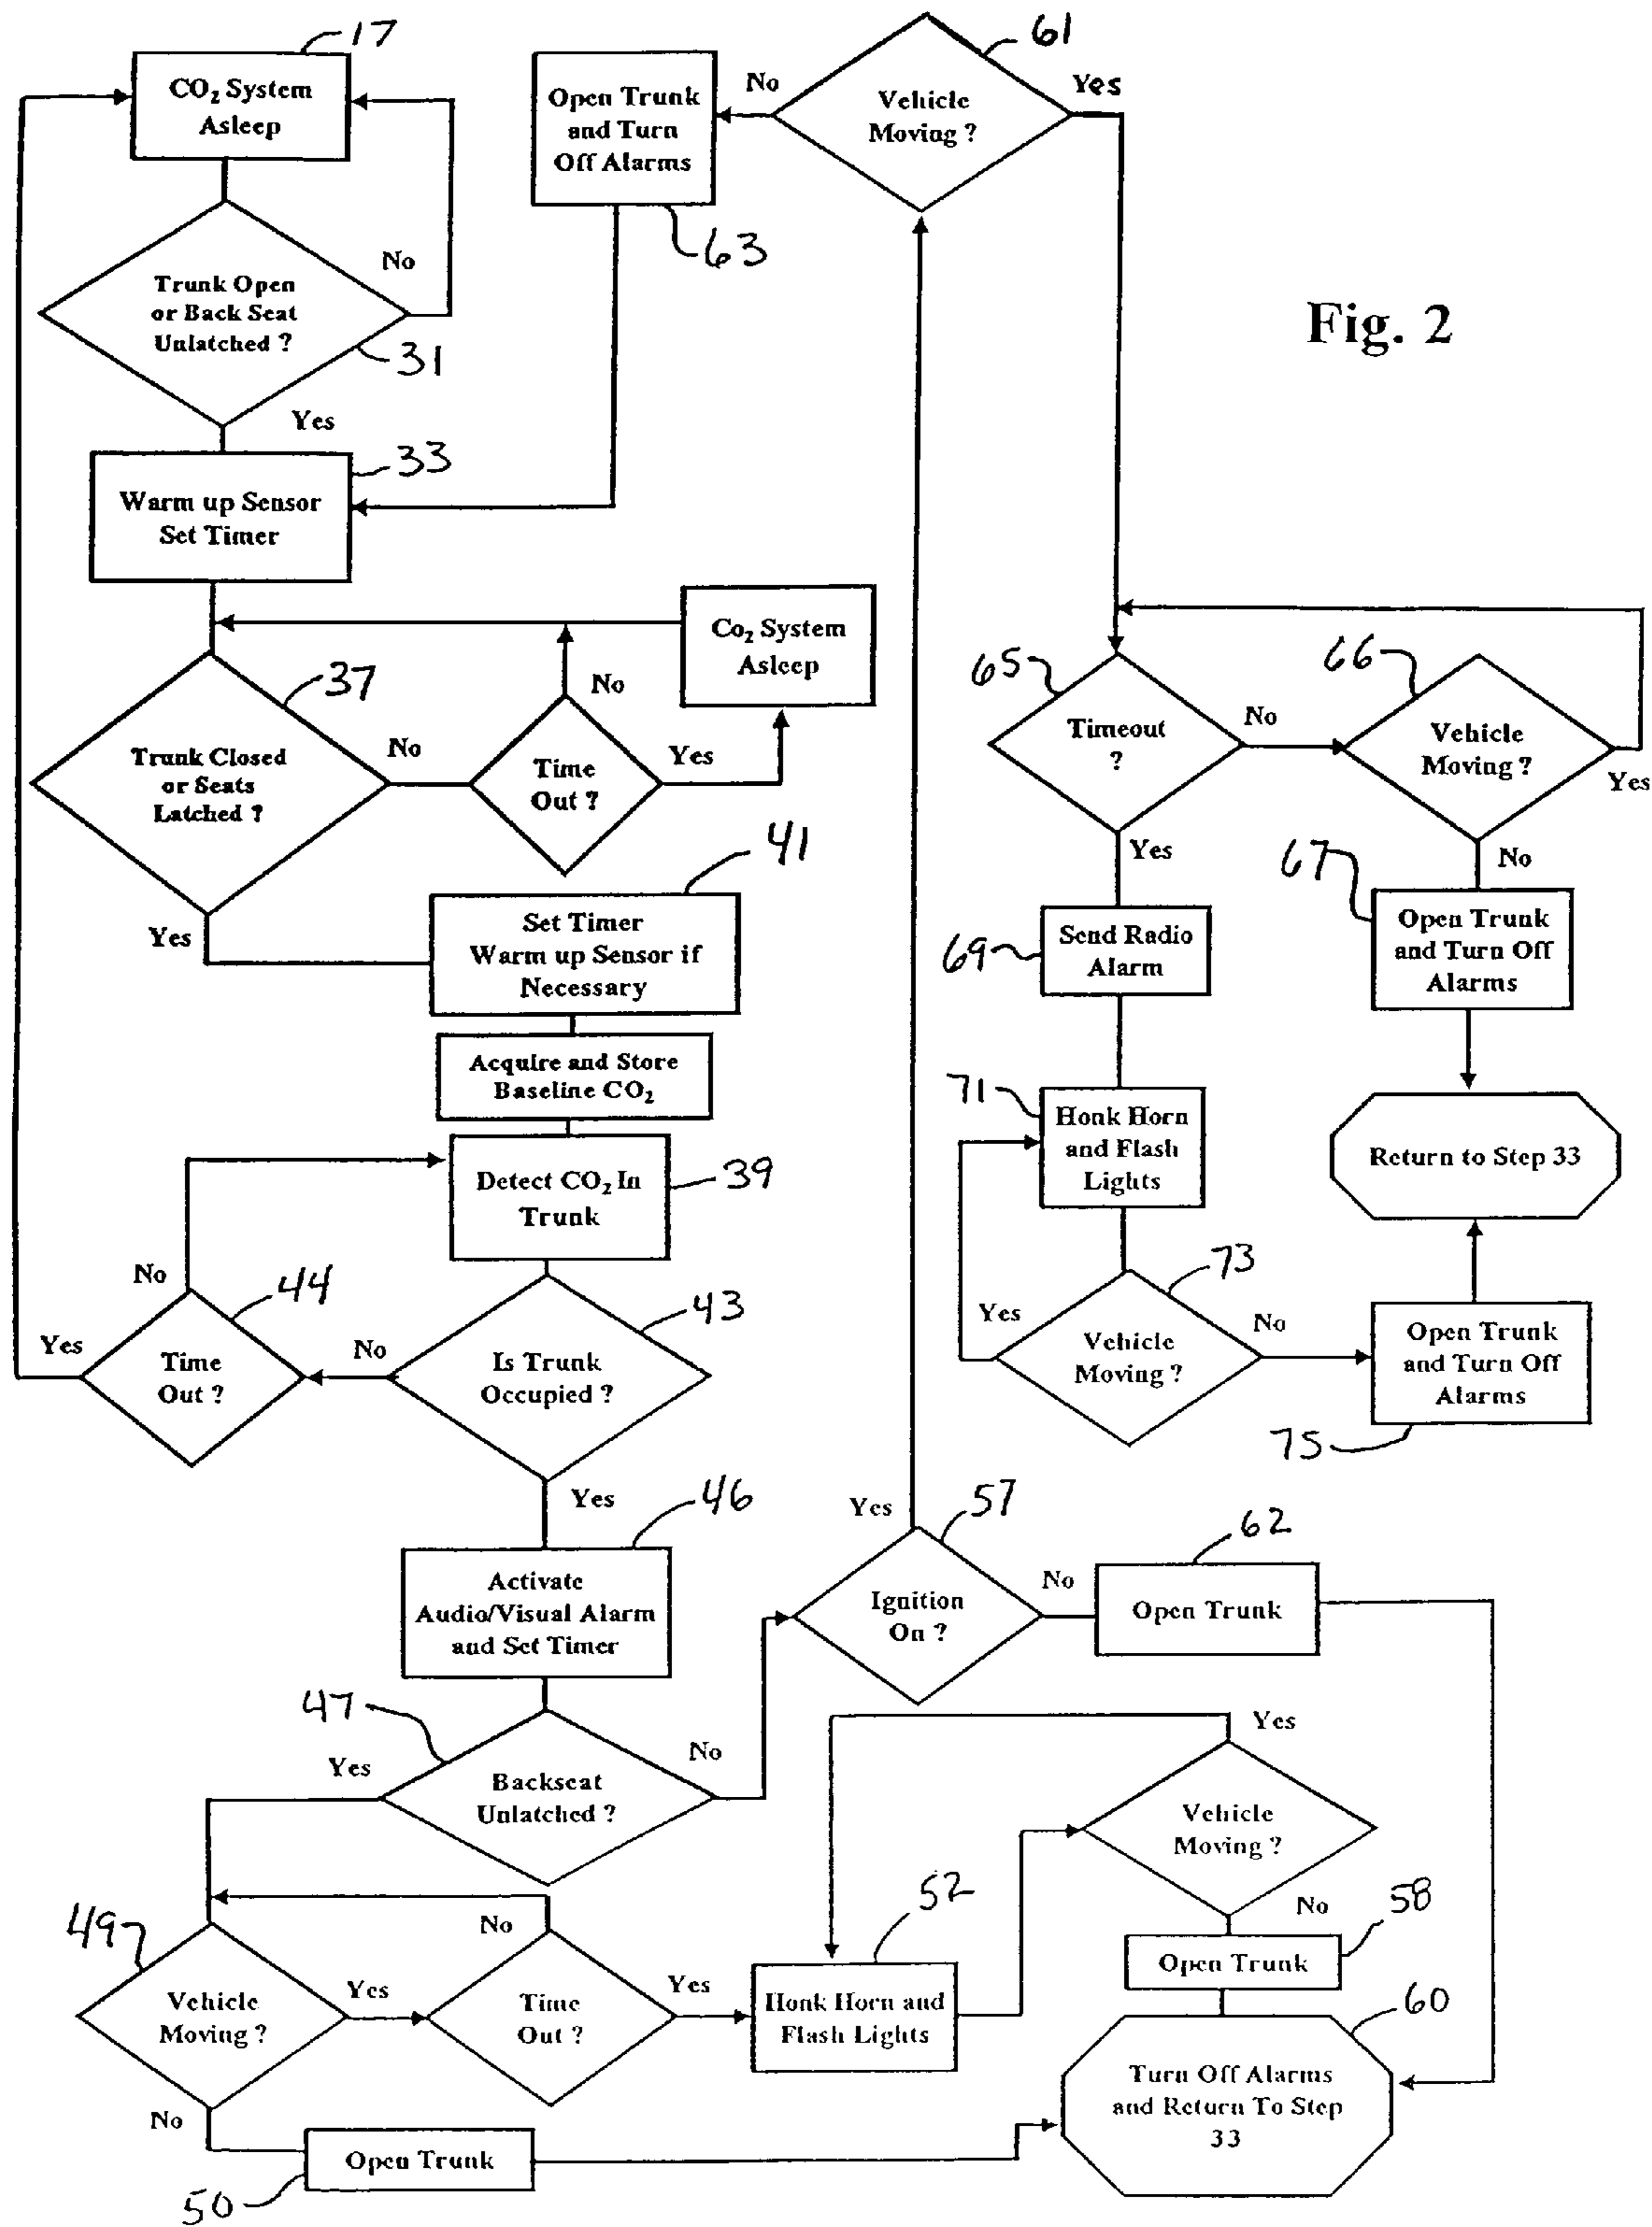 17
CO₂ System
Asleep
No
Trunk Open
or Back Seat
Unlatched ?
31
Yes
33
Warm up Sensor
Set Timer
61
Vehicle
Moving ?
No
Yes
Open Trunk
and Turn
Off Alarms
63
Fig. 2
37
Trunk Closed
or Seats
Latched ?
No
Time
Out ?
No
Yes
Co₂ System
Asleep
Yes
41
Set Timer
Warm up Sensor if
Necessary
Acquire and Store
Baseline CO₂
Detect CO₂ In
Trunk
39
No
44
Yes
Time
Out ?
No
43
Is Trunk
Occupied ?
Yes
65
Timeout
?
No
66
Vehicle
Moving ?
Yes
Yes
No
67
Open Trunk
and Turn Off
Alarms
69
Send Radio
Alarm
71
Honk Horn
and Flash
Lights
Return to Step 33
73
Yes
Vehicle
Moving ?
No
Open Trunk
and Turn Off
Alarms
75
46
Activate
Audio/Visual Alarm
and Set Timer
47
Yes
Backseat
Unlatched ?
No
Yes
57
Ignition
On ?
No
62
Open Trunk
Yes
Vehicle
Moving ?
No
58
Open Trunk
49
Vehicle
Moving ?
Yes
No
Time
Out ?
No
Yes
52
Honk Horn and
Flash Lights
60
Turn Off Alarms
and Return To Step
33
Open Trunk
50